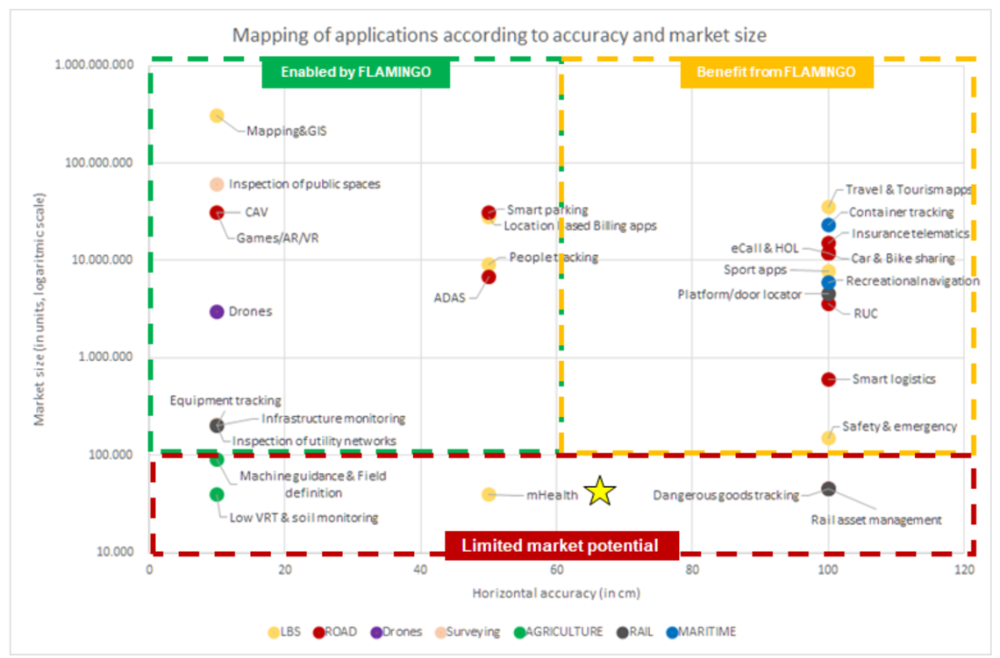 Mapping of applications according to accuracy and market size
1.000.000.000
Enabled by FLAMINGO
Benefit from FLAMINGO
Mapping&GIS
100.000.000
Inspection of public spaces
Travel & Tourism apps
CAV
Smart parking
Container tracking
Location based Billing apps
Games/AR/VR
Insurance telematics
eCall & HOL
10.000.000
People tracking
Car & Bike sharing
Sport apps
Recreational navigation
ADAS
Platform/door locator
Drones
RUC
1.000.000
Smart logistics
Equipment tracking
Infrastructure monitoring
Safety & emergency
Inspection of utility networks
100.000
Machine guidance & Field
definition
mHealth
Dangerous goods tracking
Low VRT & soil monitoring
Rail asset management
Limited market potential
10.000
0 20 40 60 80 100 120
Horizontal accuracy (in cm)
Market size (in units, logaritmic scale)
LBS ROAD Drones Surveying AGRICULTURE RAIL MARITIME